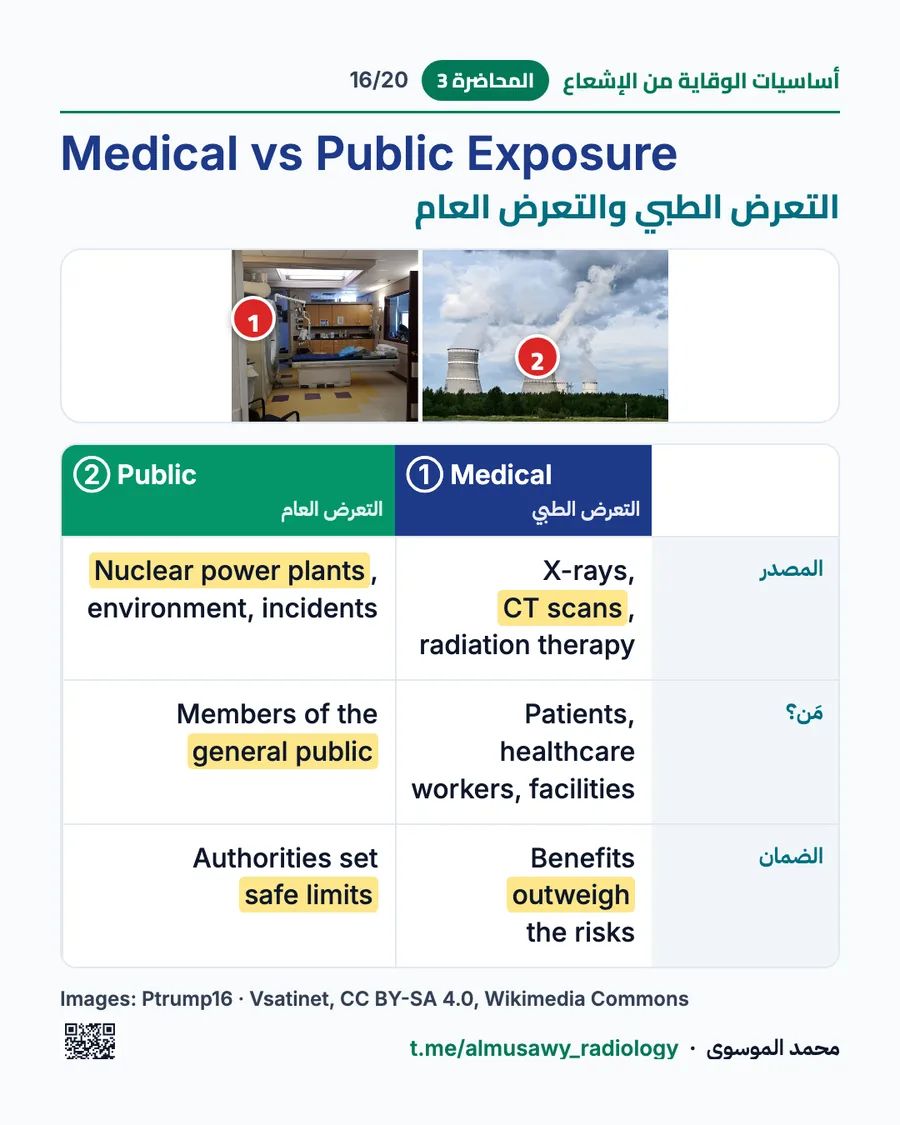 أساسيات الوقاية من الإشعاع المحاضرة 3 16/20
Medical vs Public Exposure
التعرض الطبي والتعرض العام
1
2
1 Medical
التعرض الطبي
2 Public
التعرض العام
المصدر
X-rays,
CT scans,
radiation therapy
Nuclear power plants,
environment, incidents
مَن؟
Patients,
healthcare
workers, facilities
Members of the
general public
الضمان
Benefits
outweigh
the risks
Authorities set
safe limits
Images: Ptrump16 · Vsatinet, CC BY-SA 4.0, Wikimedia Commons
محمد الموسوي · t.me/almusawy_radiology